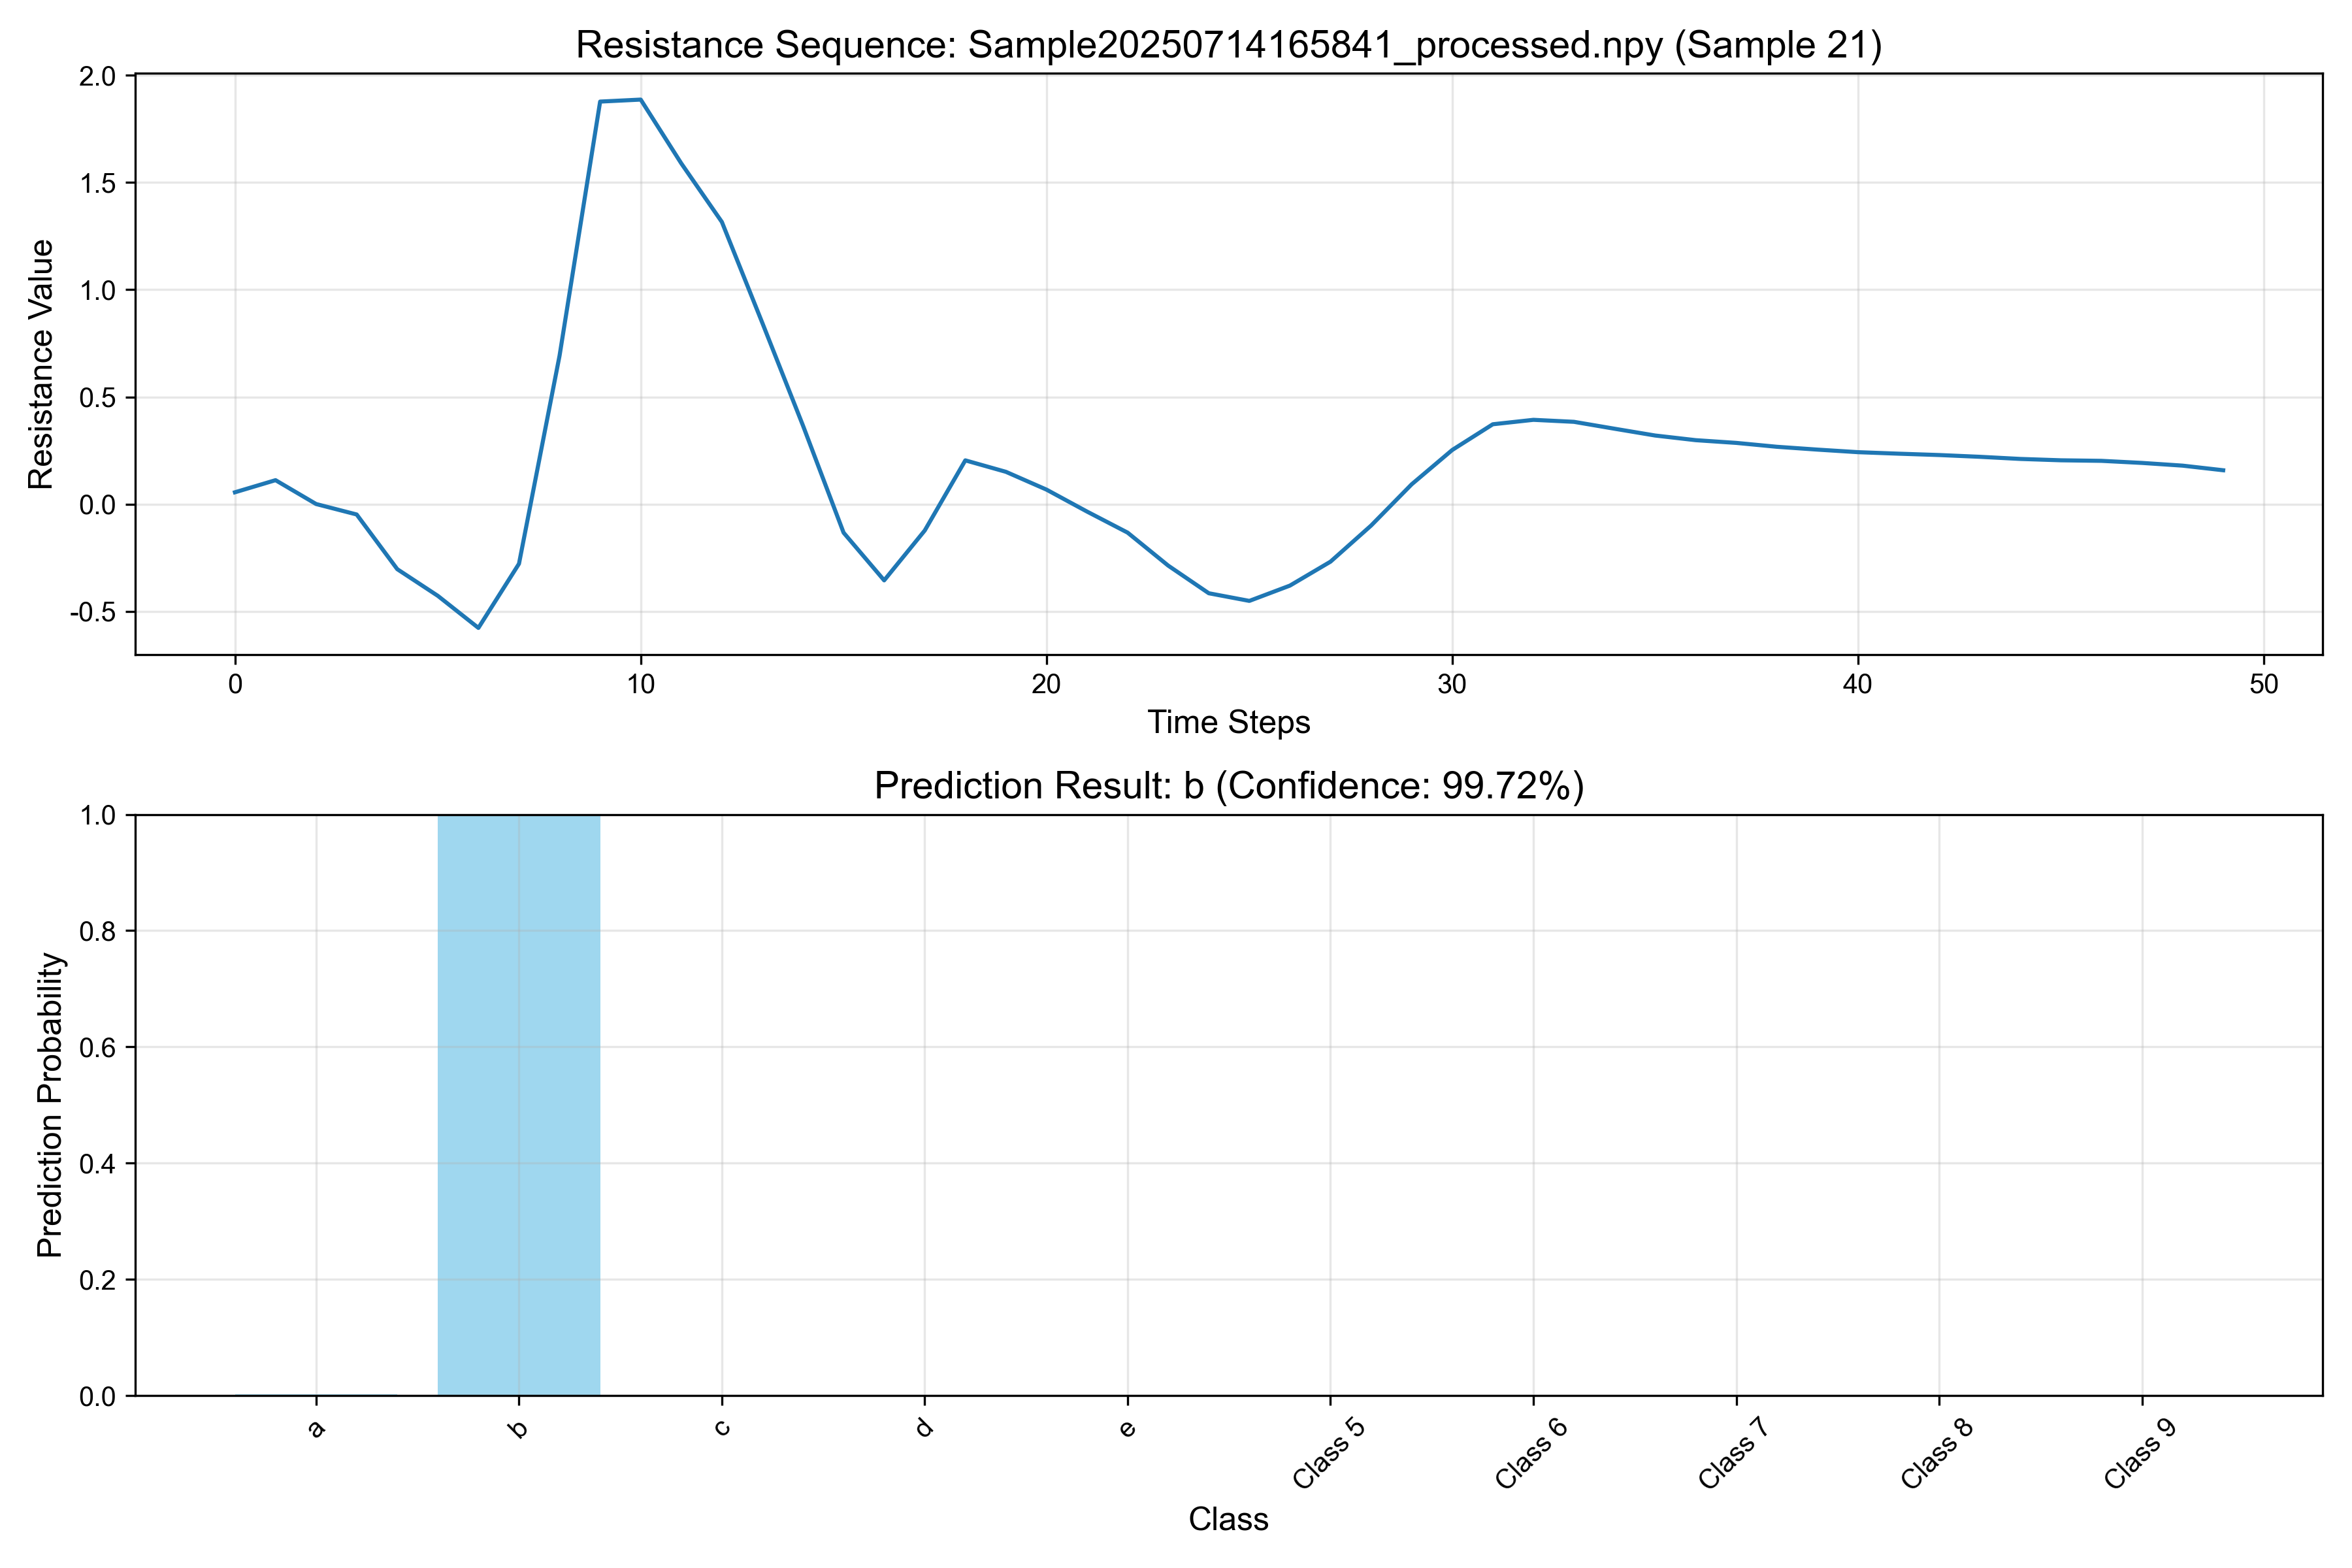 Resistance Sequence: Sample20250714165841_processed.npy (Sample 21)
2.0
1.5
1.0
0.5
0.0
-0.5
Resistance Value
0 10 20 30 40 50
Time Steps
Prediction Result: b (Confidence: 99.72%)
1.0
0.8
0.6
0.4
0.2
0.0
Prediction Probability
a b c d e Class 5 Class 6 Class 7 Class 8 Class 9
Class